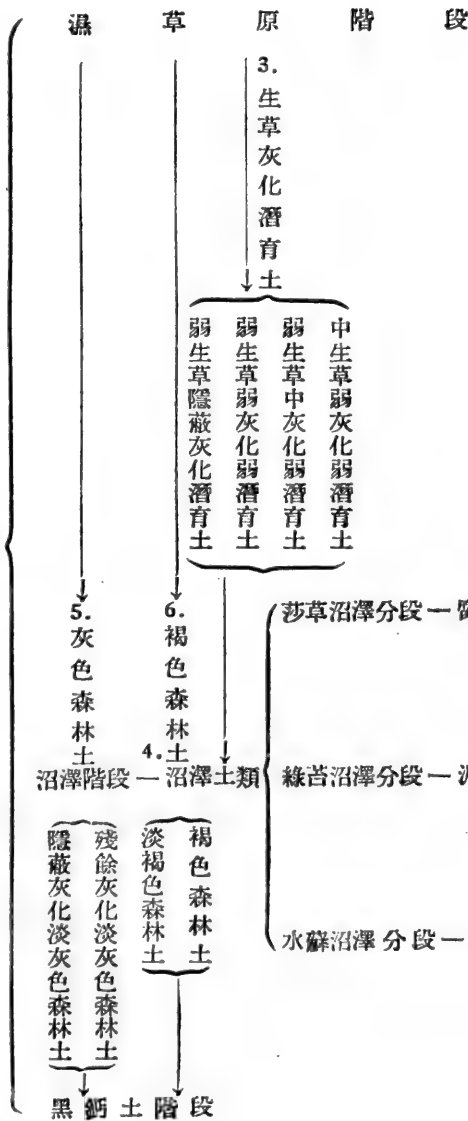 濕草原階段
3.
生草灰化潛育土
弱生草隱蔽灰化潛育土
弱生草弱灰化弱潛育土
弱生草中灰化弱潛育土
中生草弱灰化弱潛育土
5.
灰色森林土
6.
褐色森林土
4.
沼澤階段—沼澤土類
莎草沼澤分段—
綠苔沼澤分段—
水蘚沼澤分段—
隱蔽灰化淡灰色森林土
殘餘灰化淡灰色森林土
淡褐色森林土
褐色森林土
黑鈣土階段